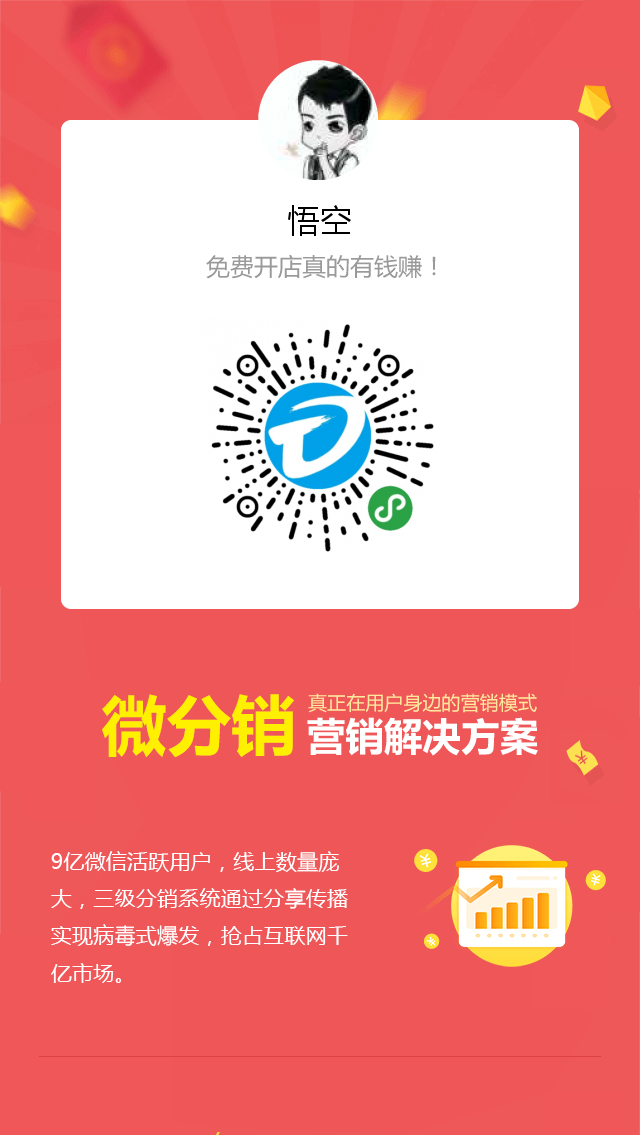 悟空
免费开店真的有钱赚！
微分销
真正在用户身边的营销模式
营销解决方案
9亿微信活跃用户，线上数量庞
大，三级分销系统通过分享传播
实现病毒式爆发，抢占互联网千
亿市场。